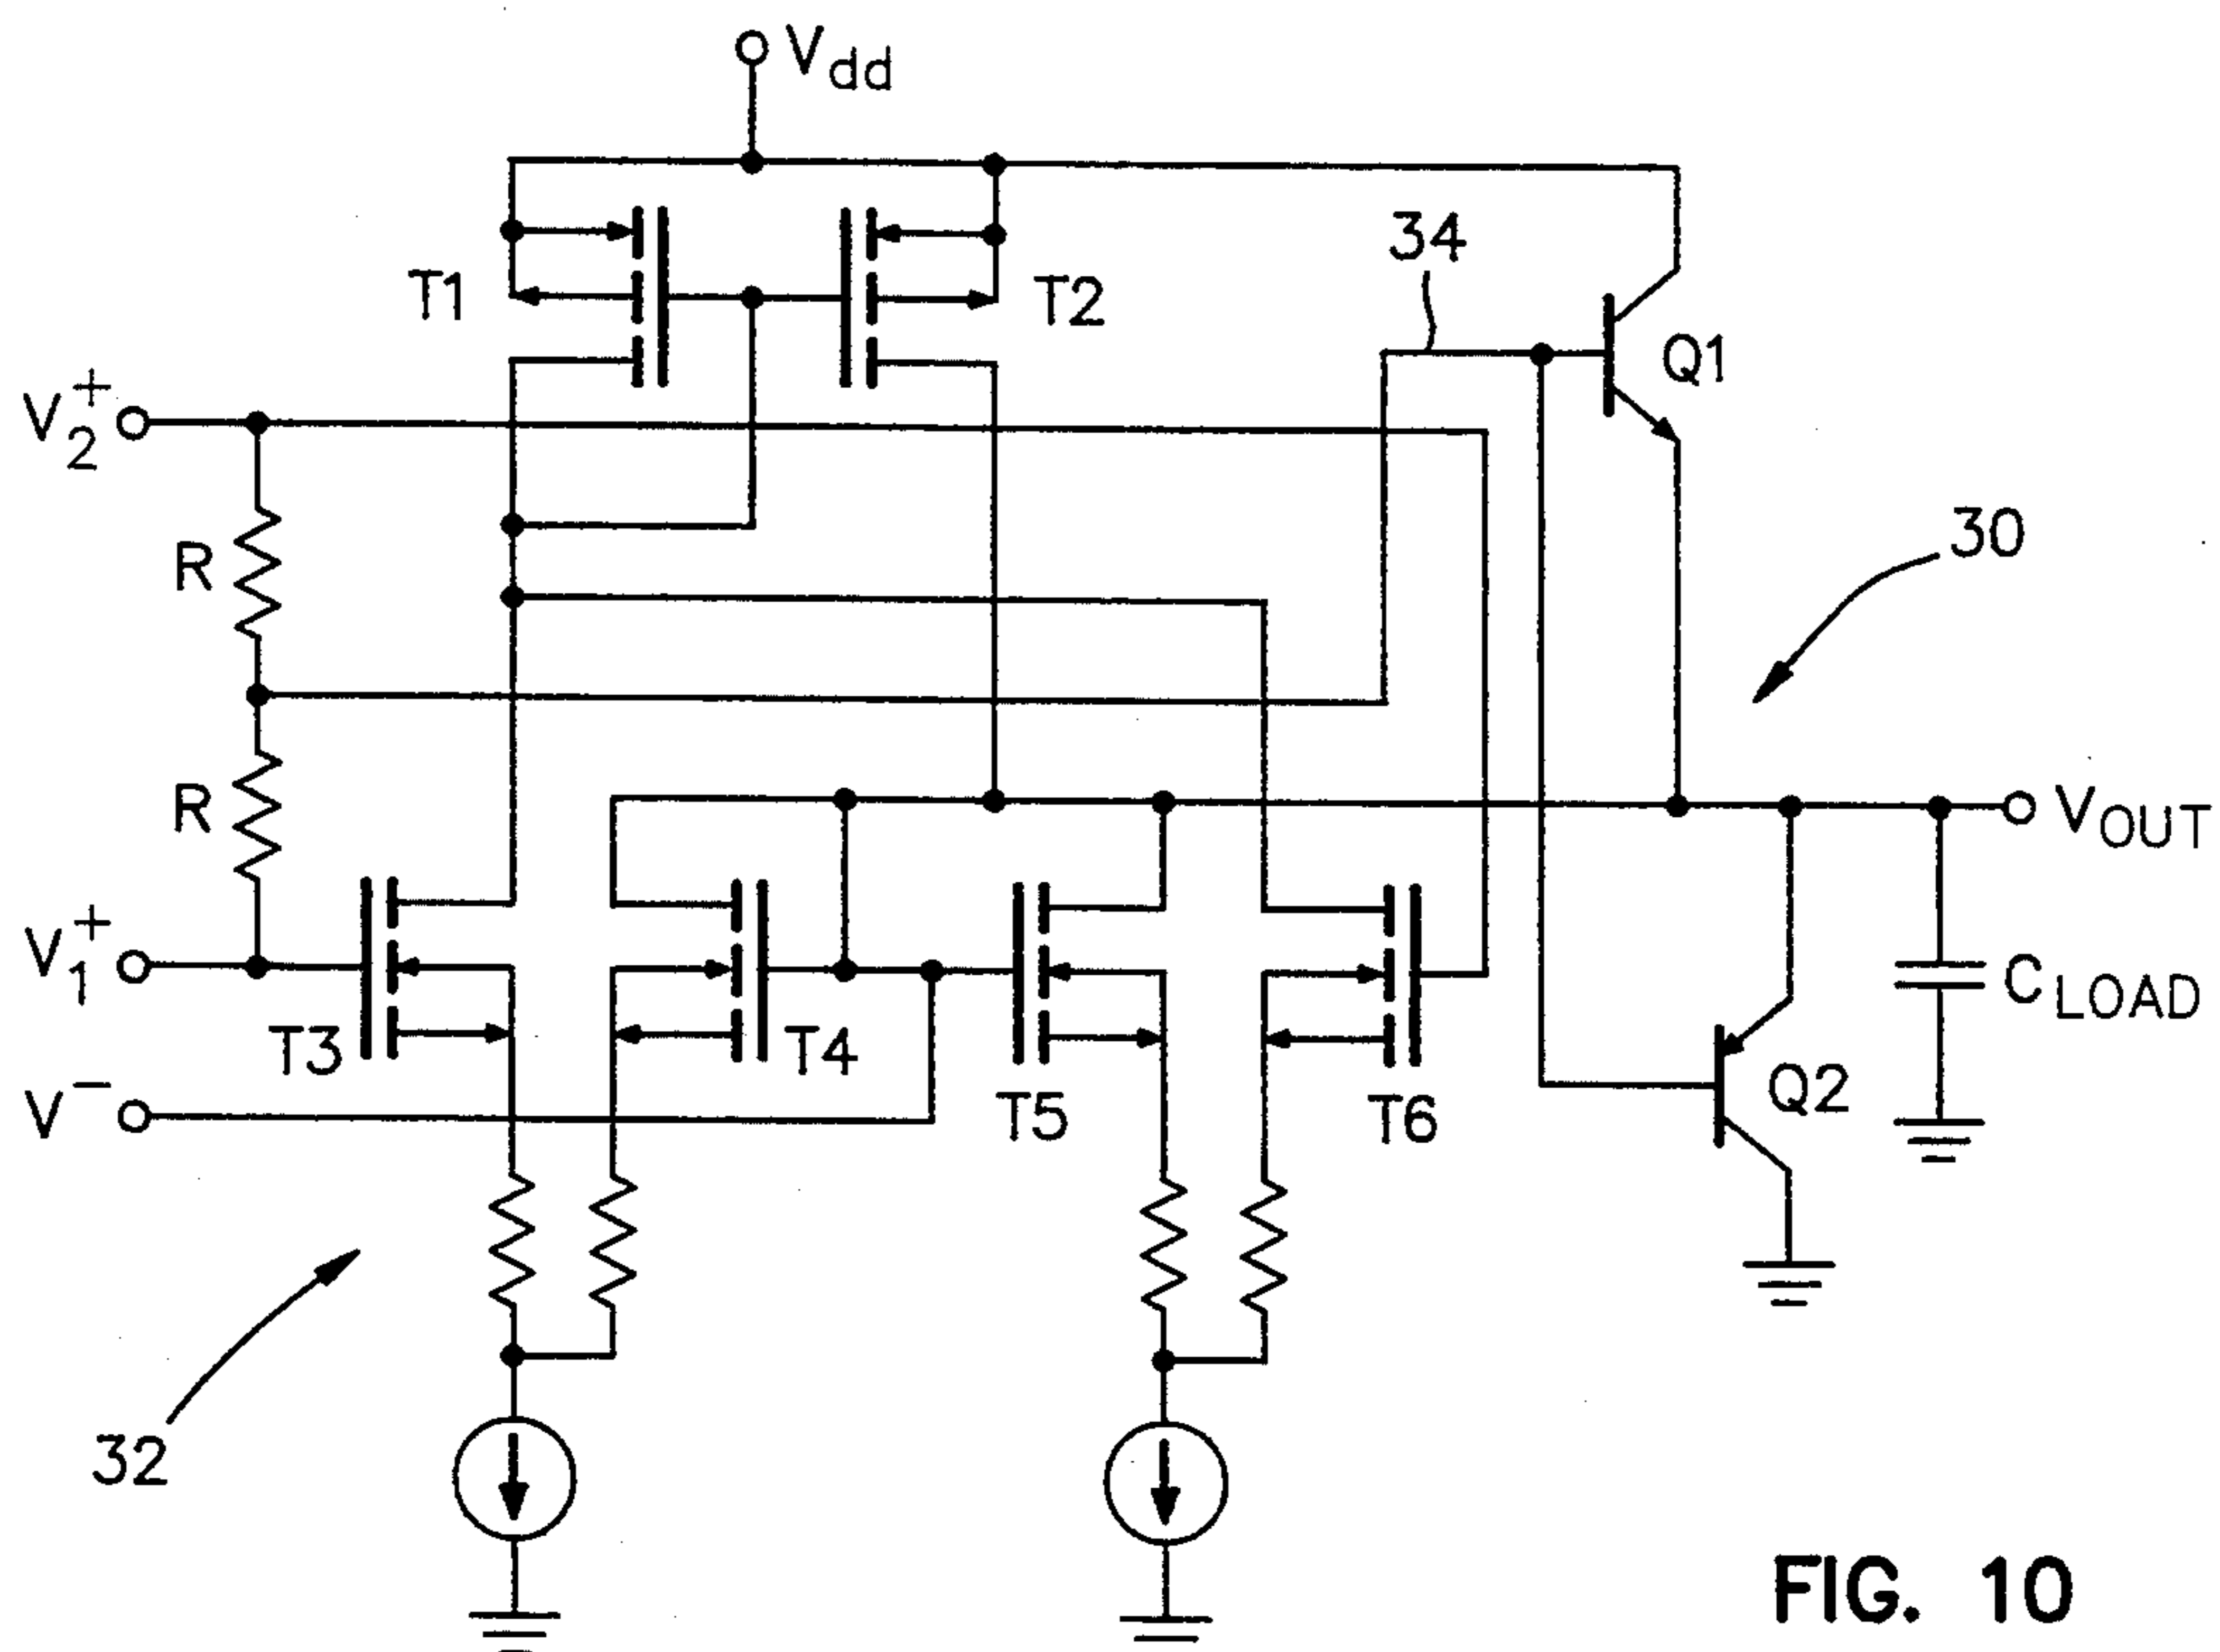 Vdd
T1
T2
34
Q1
V2+
R
30
R
VOUT
V1+
CLOAD
T3
T4
T5
T6
Q2
V−
32
FIG. 10